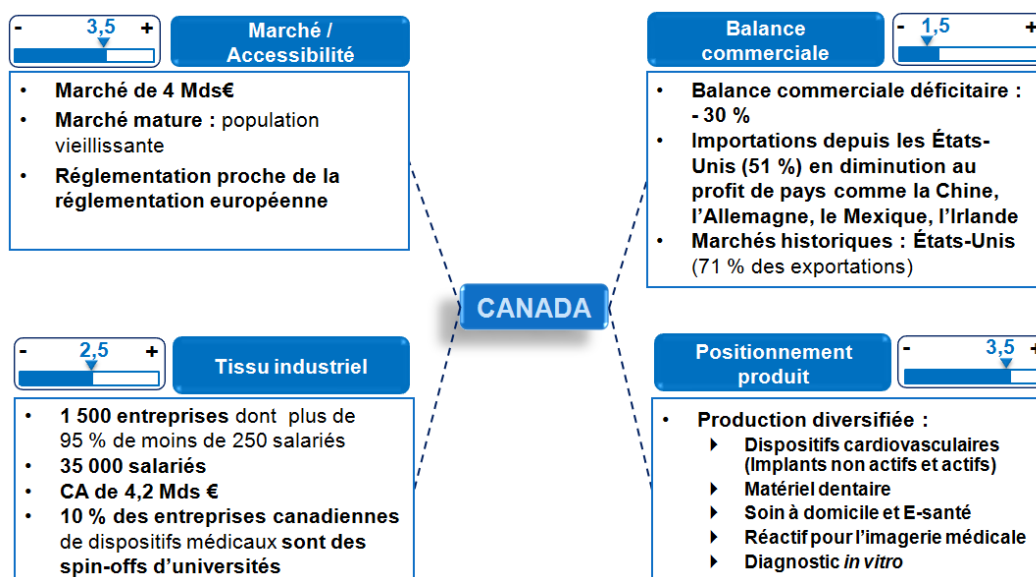 - 3,5 +
Marché /
Accessibilité
• Marché de 4 Mds€
• Marché mature : population
vieillissante
• Réglementation proche de la
réglementation européenne
- 1,5 +
Balance
commerciale
• Balance commerciale déficitaire :
- 30 %
• Importations depuis les États-
Unis (51 %) en diminution au
profit de pays comme la Chine,
l’Allemagne, le Mexique, l’Irlande
• Marchés historiques : États-Unis
(71 % des exportations)
CANADA
- 2,5 +
Tissu industriel
• 1 500 entreprises dont plus de
95 % de moins de 250 salariés
• 35 000 salariés
• CA de 4,2 Mds €
• 10 % des entreprises canadiennes
de dispositifs médicaux sont des
spin-offs d’universités
Positionnement
produit
- 3,5 +
• Production diversifiée :
Dispositifs cardiovasculaires
(Implants non actifs et actifs)
Matériel dentaire
Soin à domicile et E-santé
Réactif pour l’imagerie médicale
Diagnostic in vitro